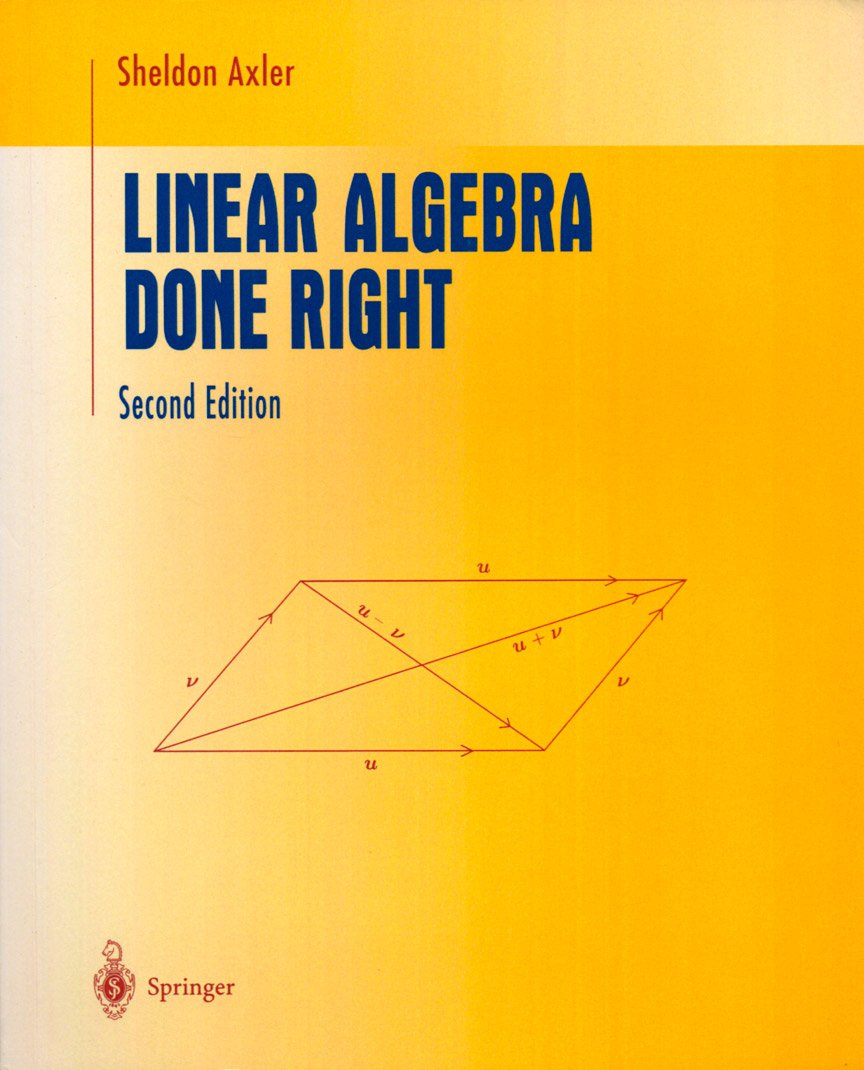 Sheldon Axler
LINEAR ALGEBRA
DONE RIGHT
Second Edition
u
u − ν
u + ν
ν
ν
u
Springer